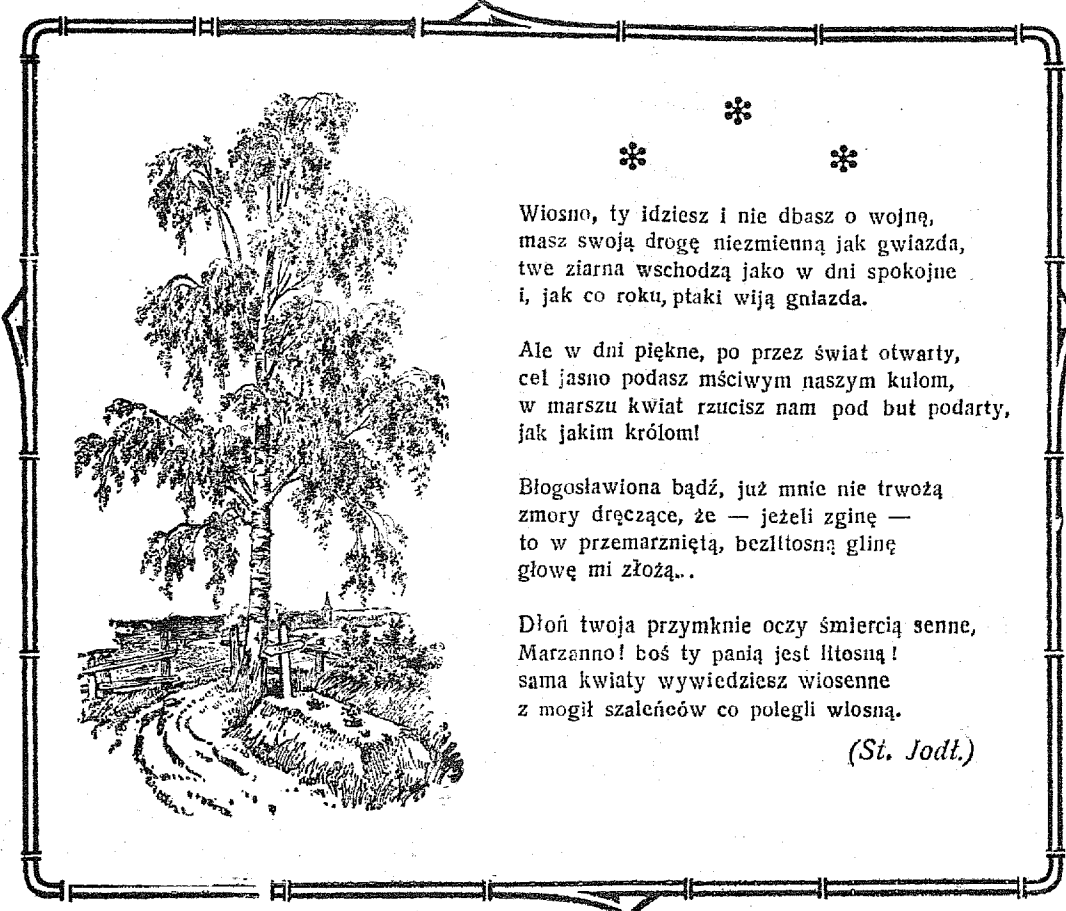 Wiosno, ty idziesz i nie dbasz o wojnę,
masz swoją drogę niezmienną jak gwiazda,
twe ziarna wschodzą jako w dni spokojne
i, jak co roku, ptaki wiją gniazda.

Ale w dni piękne, po przez świat otwarty,
cel jasno podasz mściwym naszym kulom,
w marszu kwiat rzucisz nam pod but podarty,
jak jakim królom!

Błogosławiona bądź, już mnie nie trwożą
zmory dręczące, że — jeżeli zginę —
to w przemarzniętą, bezlitosną glinę
głowę mi złożą...

Dłoń twoja przymknie oczy śmiercią senne,
Marzanno! boś ty panią jest litosną!
sama kwiaty wywiedziesz wiosenne
z mogił szaleńców co polegli wiosną.
(St. Jodł.)